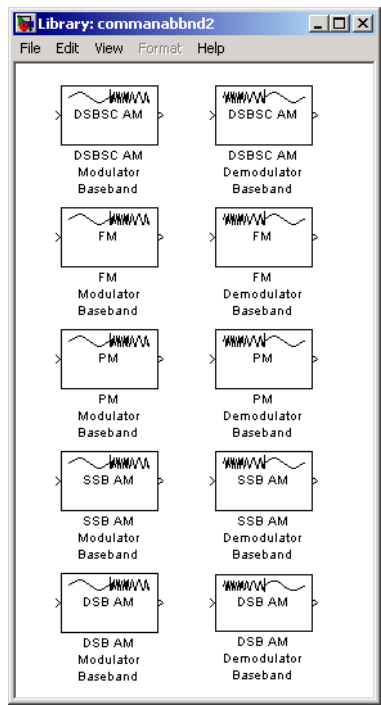 Library: commanabbnd2
File Edit View Format Help
DSBSC AM
DSBSC AM
Modulator
Baseband
DSBSC AM
DSBSC AM
Demodulator
Baseband
FM
FM
Modulator
Baseband
FM
FM
Demodulator
Baseband
PM
PM
Modulator
Baseband
PM
PM
Demodulator
Baseband
SSB AM
SSB AM
Modulator
Baseband
SSB AM
SSB AM
Demodulator
Baseband
DSB AM
DSB AM
Modulator
Baseband
DSB AM
DSB AM
Demodulator
Baseband